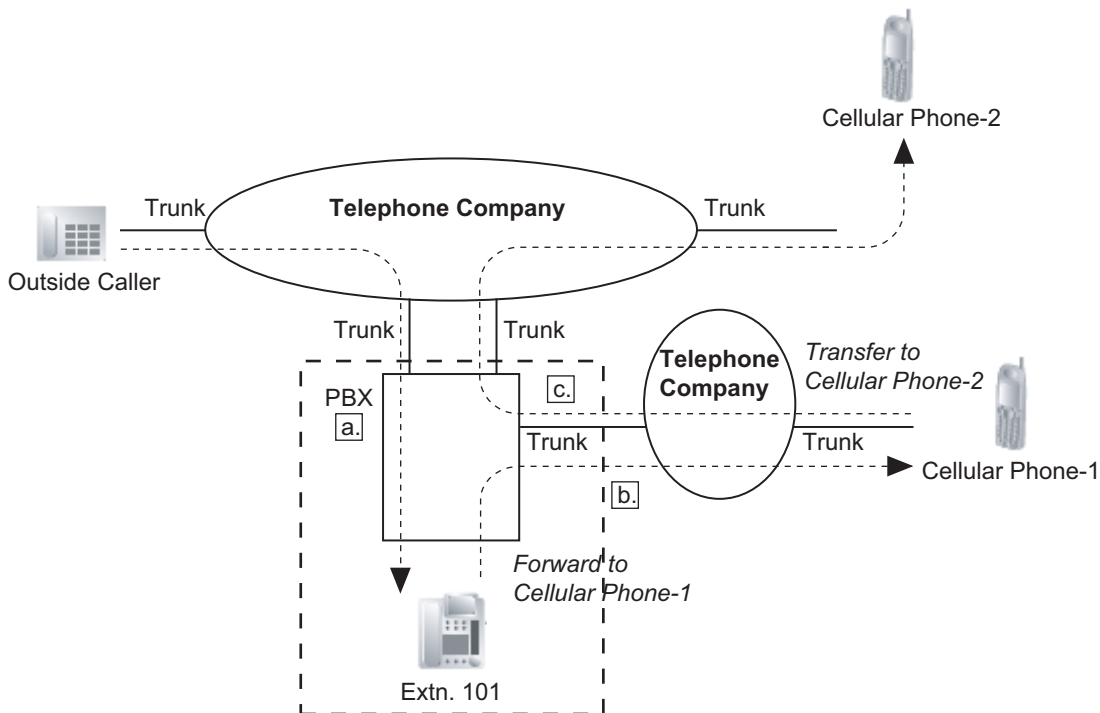 Cellular Phone-2
Trunk
Telephone Company
Trunk
Outside Caller
Trunk
Trunk
Telephone
Company
Transfer to
Cellular Phone-2
PBX
a.
c.
Trunk
Trunk
Cellular Phone-1
b.
Forward to
Cellular Phone-1
Extn. 101